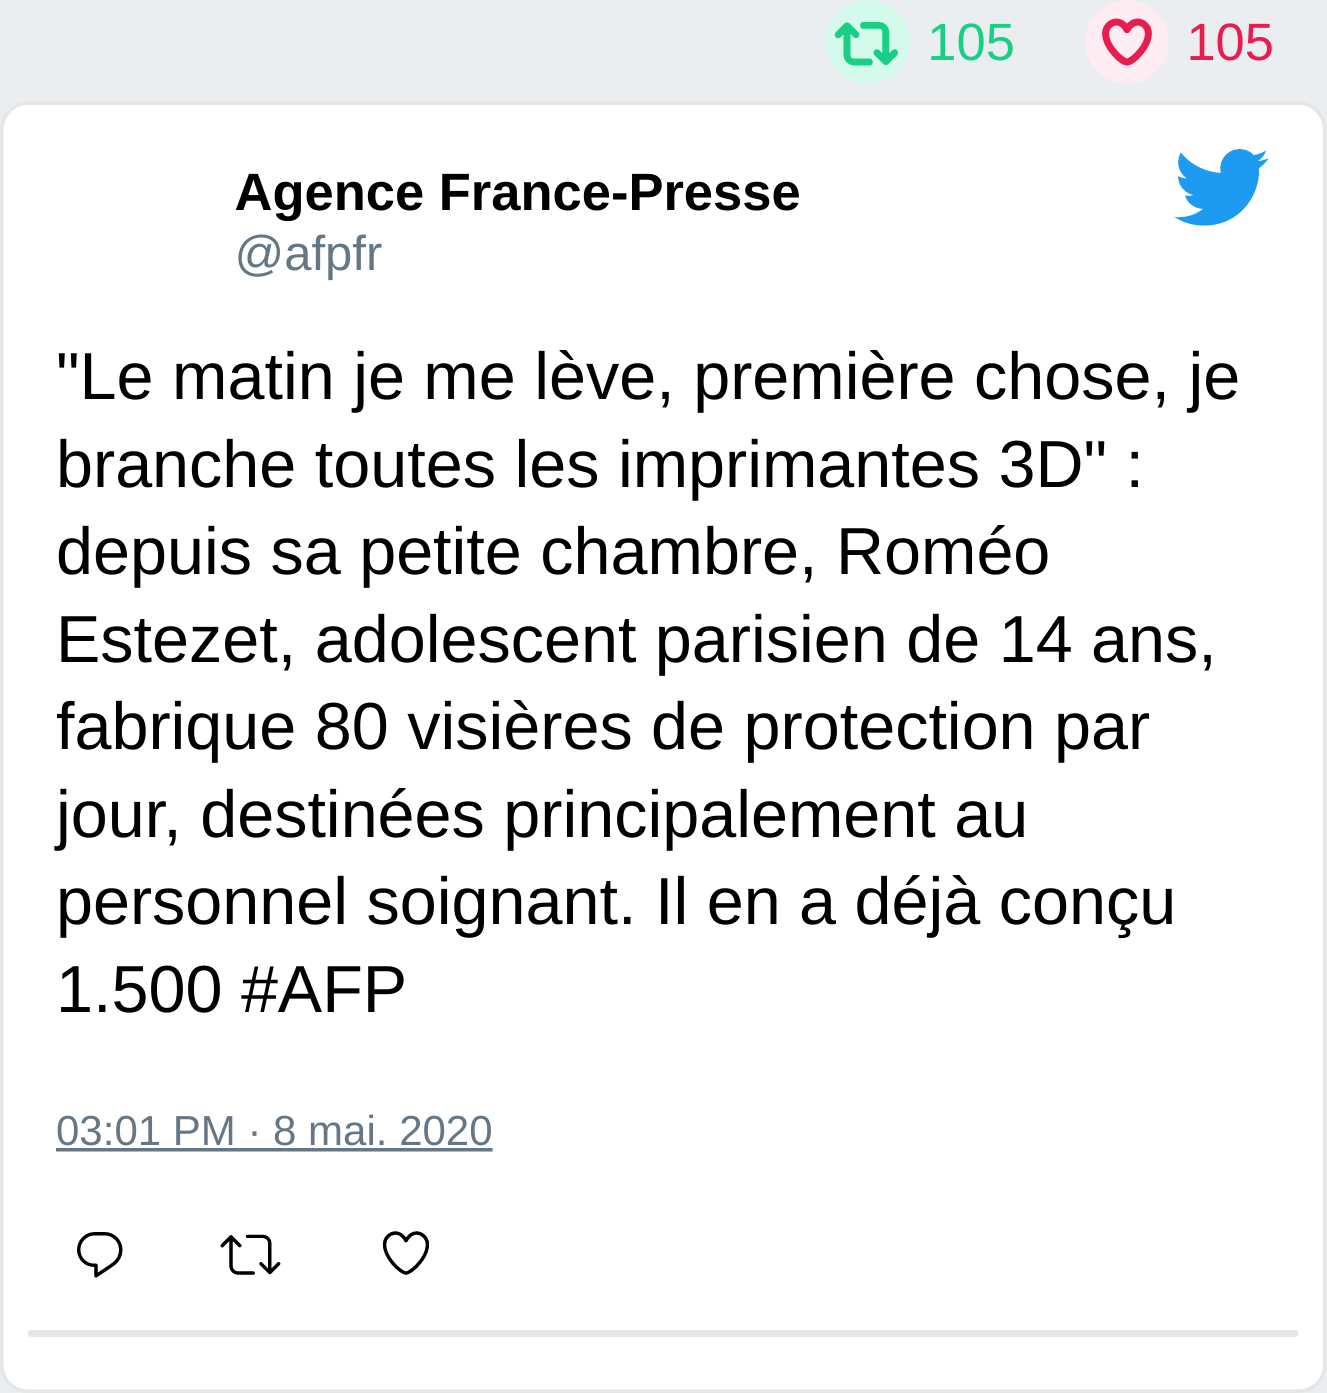 105 105
Agence France-Presse
@afpfr
"Le matin je me lève, première chose, je
branche toutes les imprimantes 3D" :
depuis sa petite chambre, Roméo
Estezet, adolescent parisien de 14 ans,
fabrique 80 visières de protection par
jour, destinées principalement au
personnel soignant. Il en a déjà conçu
1.500 #AFP
03:01 PM · 8 mai. 2020